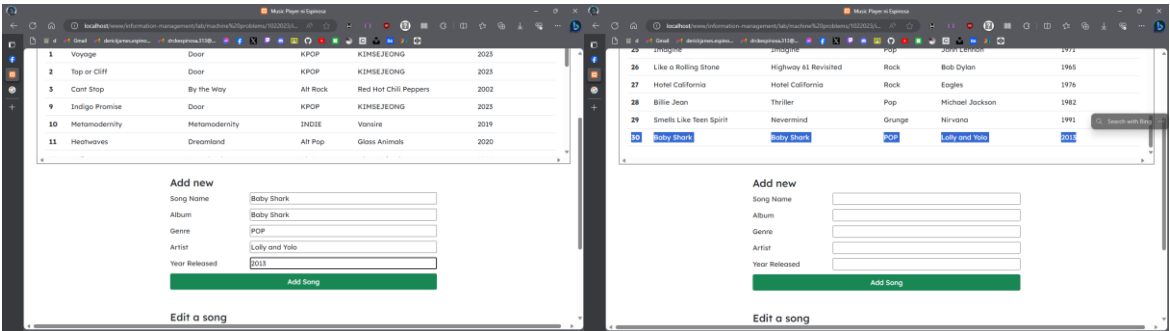 Music Player ni Espinosa
localhost/www/information-management/lab/machine%20problems/1022023/i...
Gmail
1 Voyage Door KPOP KIMSEJEONG 2023
2 Top or Cliff Door KPOP KIMSEJEONG 2023
3 Cant Stop By the Way Alt Rock Red Hot Chili Peppers 2002
9 Indigo Promise Door KPOP KIMSEJEONG 2023
10 Metamodernity Metamodernity INDIE Vansire 2019
11 Heatwaves Dreamland Alt Pop Glass Animals 2020
Add new
Song Name Baby Shark
Album Baby Shark
Genre POP
Artist Lolly and Yolo
Year Released 2013
Add Song
Edit a song
Music Player ni Espinosa
localhost/www/information-management/lab/machine%20problems/1022023/i...
Gmail
25 Imagine Imagine Pop John Lennon 1971
26 Like a Rolling Stone Highway 61 Revisited Rock Bob Dylan 1965
27 Hotel California Hotel California Rock Eagles 1976
28 Billie Jean Thriller Pop Michael Jackson 1982
29 Smells Like Teen Spirit Nevermind Grunge Nirvana 1991
Search with Bing
30 Baby Shark Baby Shark POP Lolly and Yolo 2013
Add new
Song Name
Album
Genre
Artist
Year Released
Add Song
Edit a song